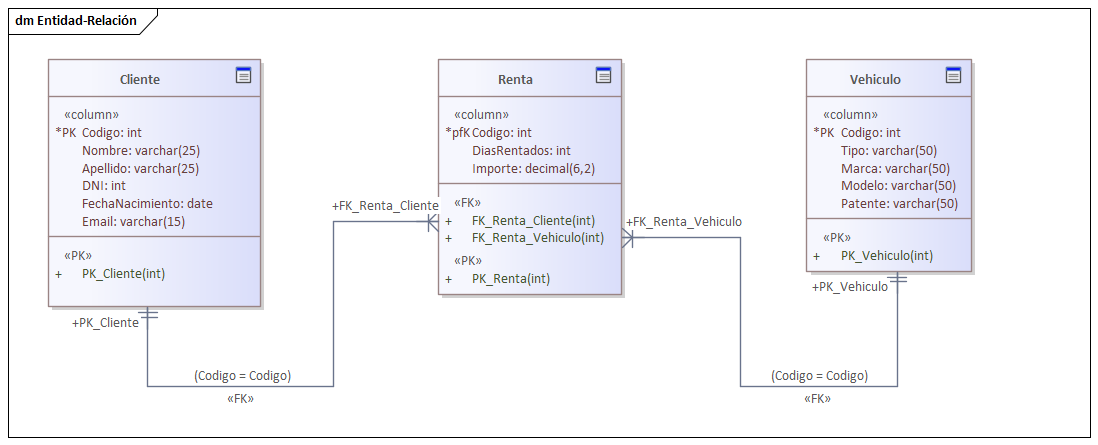 dm Entidad-Relación
Cliente
«column»
*PK Codigo: int
Nombre: varchar(25)
Apellido: varchar(25)
DNI: int
FechaNacimiento: date
Email: varchar(15)
«PK»
+ PK_Cliente(int)
Renta
«column»
*pfK Codigo: int
DiasRentados: int
Importe: decimal(6,2)
«FK»
+ FK_Renta_Cliente(int)
+ FK_Renta_Vehiculo(int)
«PK»
+ PK_Renta(int)
Vehiculo
«column»
*PK Codigo: int
Tipo: varchar(50)
Marca: varchar(50)
Modelo: varchar(50)
Patente: varchar(50)
«PK»
+ PK_Vehiculo(int)
+FK_Renta_Cliente
+FK_Renta_Vehiculo
+PK_Vehiculo
+PK_Cliente
(Codigo = Codigo)
«FK»
(Codigo = Codigo)
«FK»